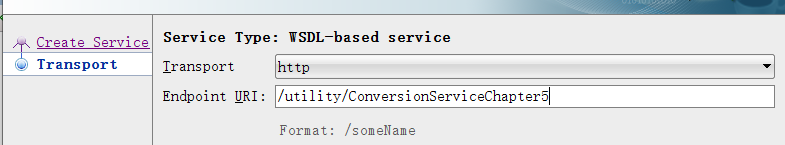 Create Service
Transport
Service Type: WSDL-based service
Transport
http
Endpoint URI:
/utility/ConversionServiceChapter5
Format: /someName